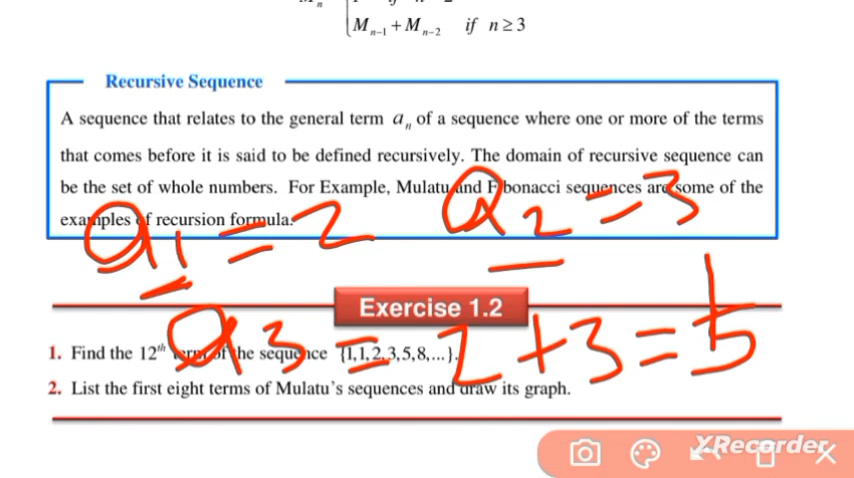 M_{n-1} + M_{n-2} if n ≥ 3
Recursive Sequence
A sequence that relates to the general term a_n of a sequence where one or more of the terms
that comes before it is said to be defined recursively. The domain of recursive sequence can
be the set of whole numbers. For Example, Mulatu and Fibonacci sequences are some of the
examples of recursion formula.
a1 = 2 a2 = 3
Exercise 1.2
a3 = 2 + 3 = 5
1. Find the 12th term of the sequence {1,1,2,3,5,8,...}.
2. List the first eight terms of Mulatu's sequences and draw its graph.
XRecorder